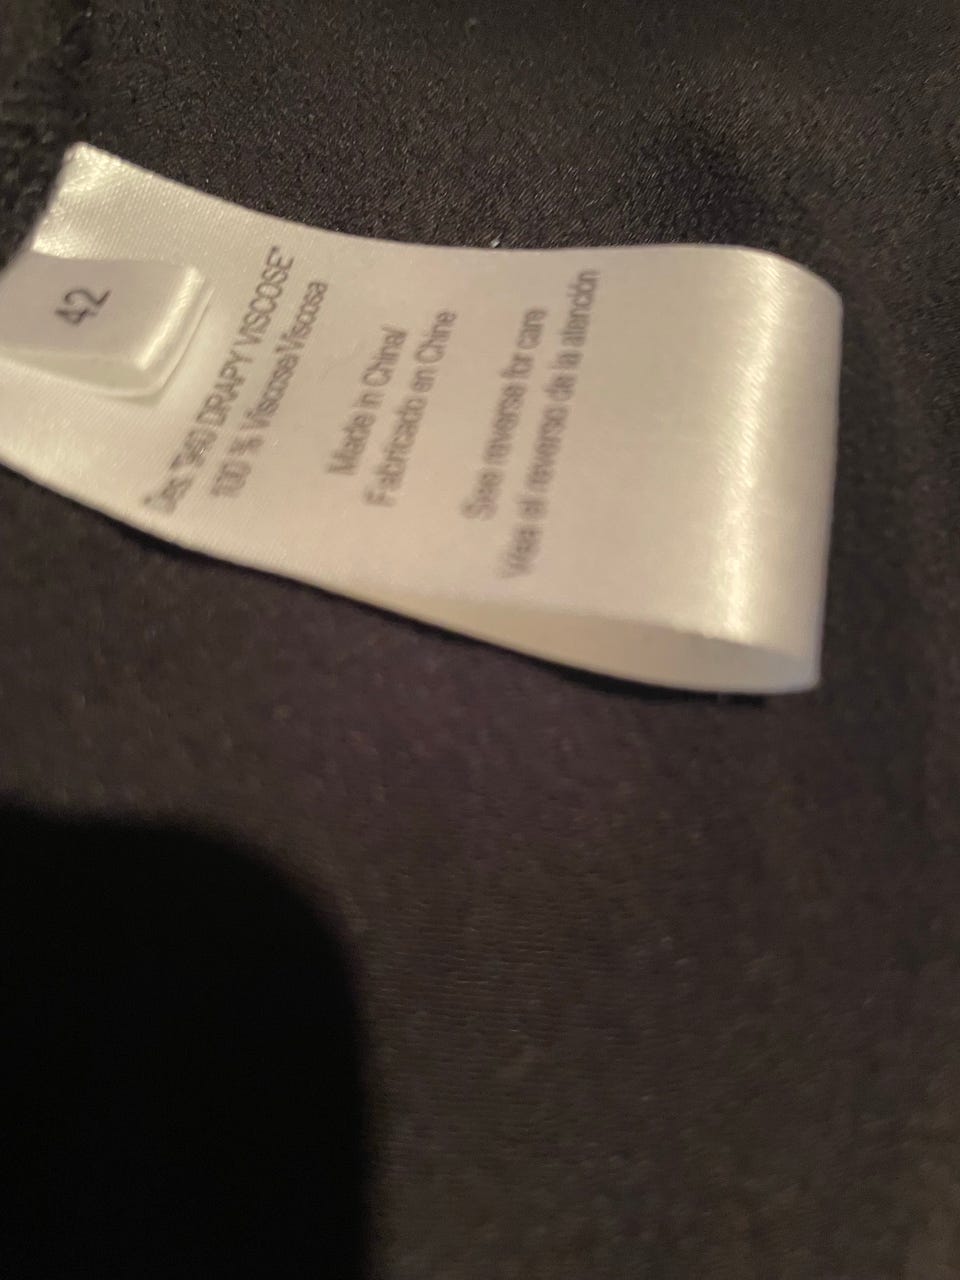 42
DRAPY VISCOSE"
100 % Viscose/Viscosa
Made in China/
Fabricado en Chine
See reverse for care
Vea el reverso de la atención